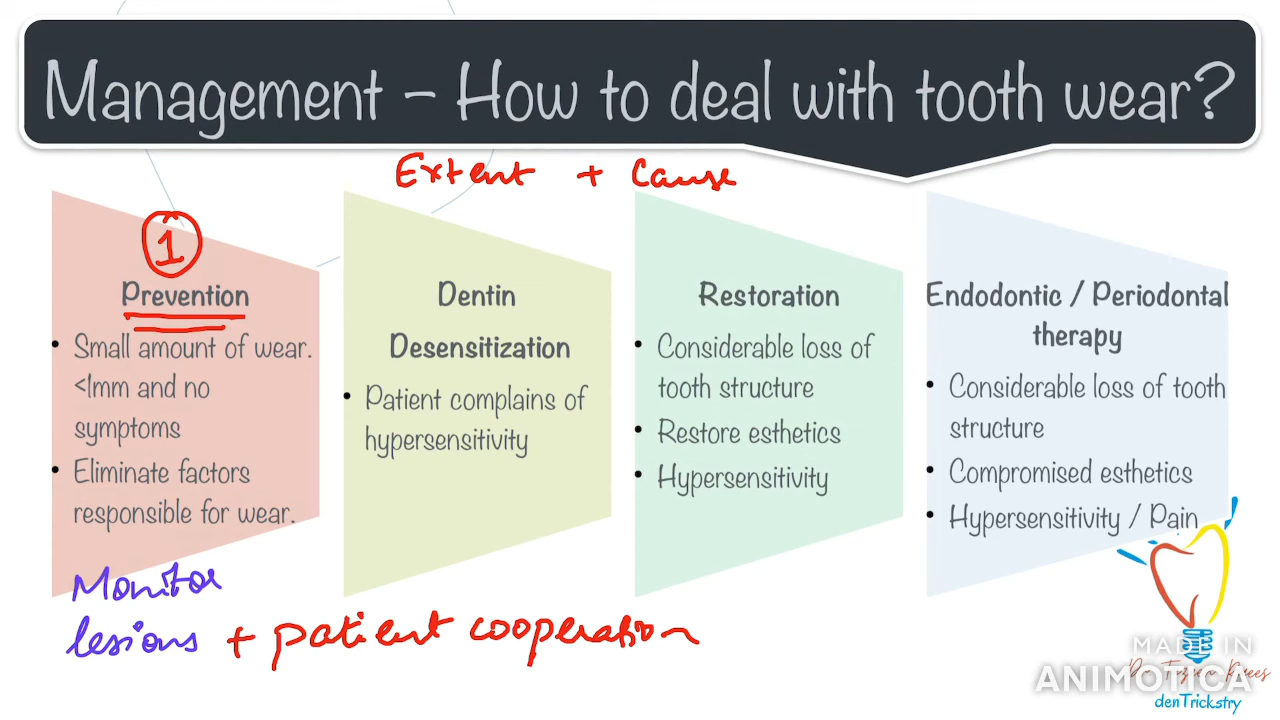 Management – How to deal with tooth wear?
Extent + Cause
1
Prevention
• Small amount of wear.
<1mm and no
symptoms
• Eliminate factors
responsible for wear.
Monitor
lesions + patient cooperation
Dentin
Desensitization
• Patient complains of
hypersensitivity
Restoration
• Considerable loss of
tooth structure
• Restore esthetics
• Hypersensitivity
Endodontic / Periodontal
therapy
• Considerable loss of tooth
structure
• Compromised esthetics
• Hypersensitivity / Pain
MADE IN
ANIMOTICA
denTrickstry